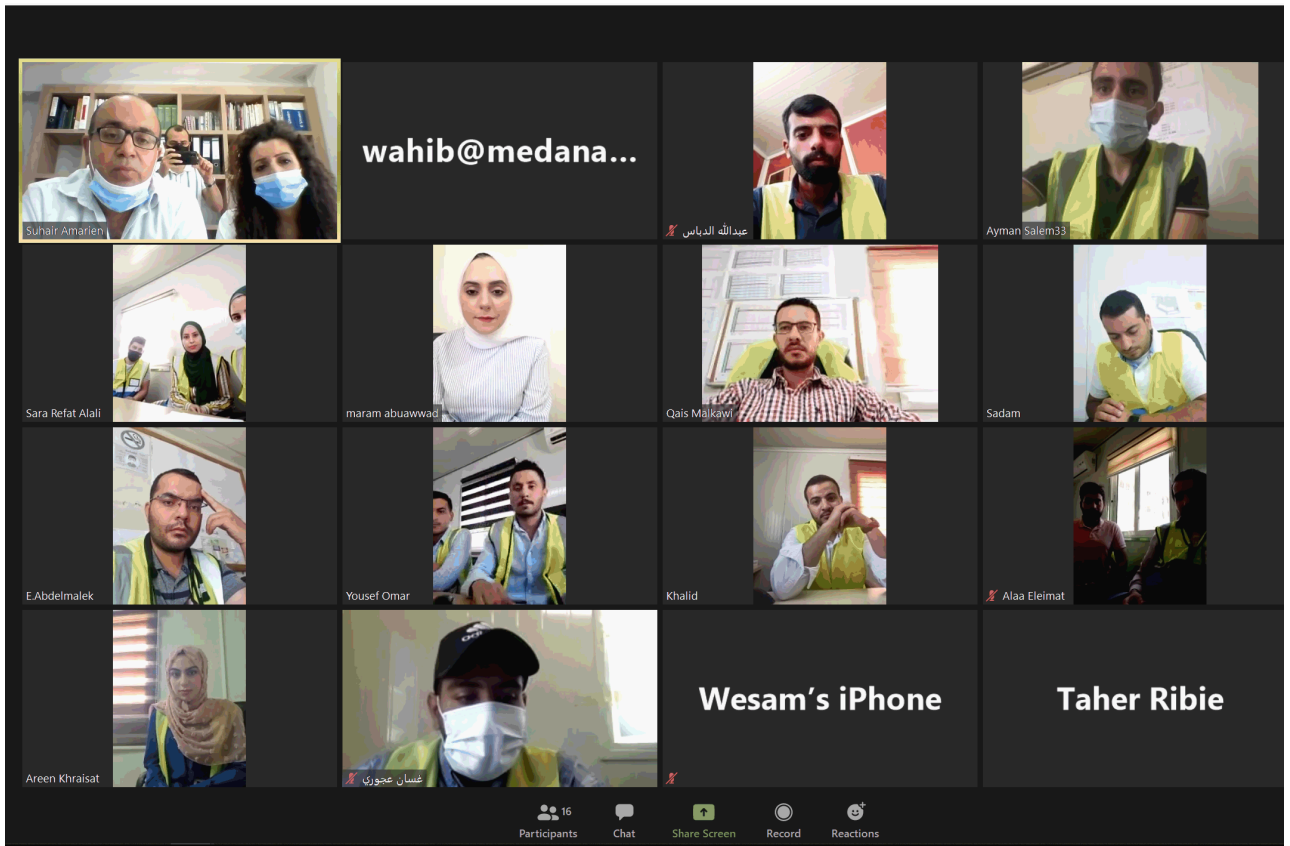 Suhair Amarien
wahib@medana...
عبدالله الدباس
Ayman Salem33
Sara Refat Alali
maram abuawwad
Qais Malkawi
Sadam
E.Abdelmalek
Yousef Omar
Khalid
Alaa Eleimat
Areen Khraisat
غسان عجوري
Wesam's iPhone
Taher Ribie
16
Participants
Chat
Share Screen
Record
Reactions